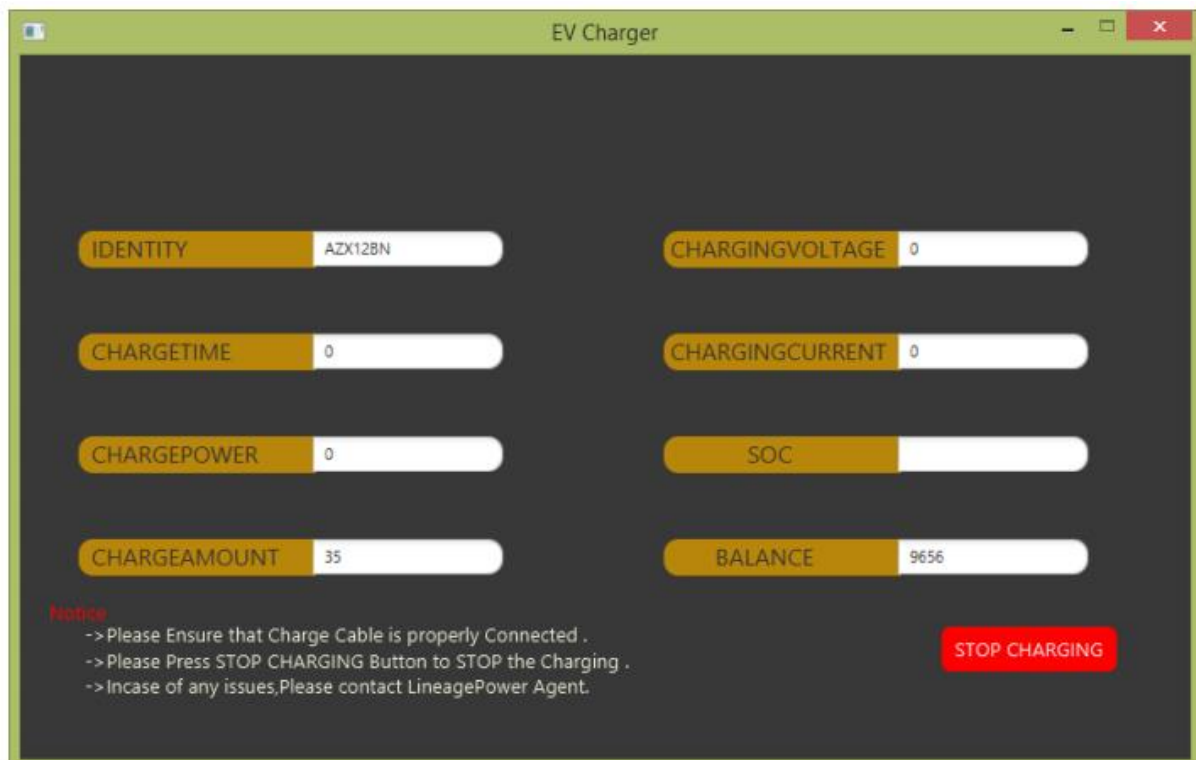 EV Charger
IDENTITY AZX12BN
CHARGINGVOLTAGE 0
CHARGETIME 0
CHARGINGCURRENT 0
CHARGEPOWER 0
SOC
CHARGEAMOUNT 35
BALANCE 9656
Notice
->Please Ensure that Charge Cable is properly Connected .
->Please Press STOP CHARGING Button to STOP the Charging .
->Incase of any issues,Please contact LineagePower Agent.
STOP CHARGING